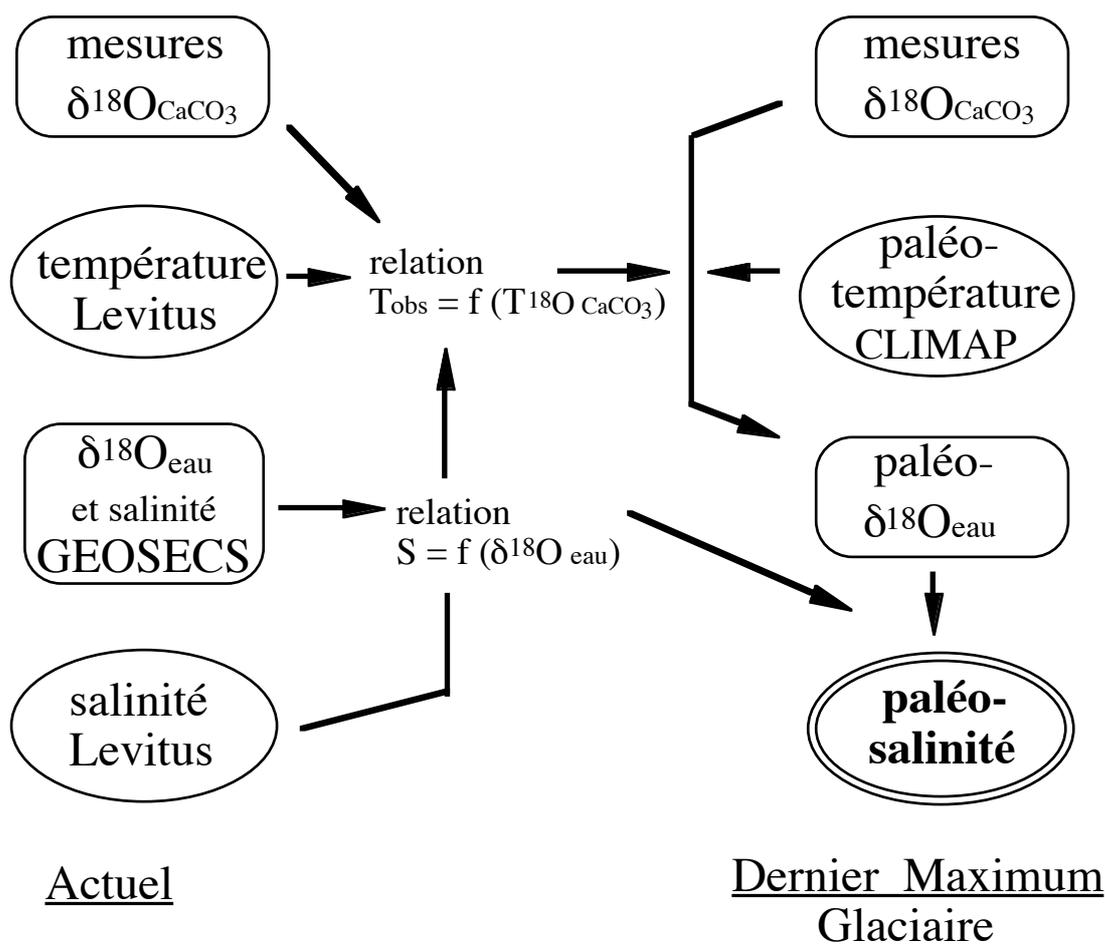 mesures
δ18OCaCO3
température
Levitus
δ18Oeau
et salinité
GEOSECS
salinité
Levitus
Actuel
relation
Tobs = f (T18O CaCO3)
relation
S = f (δ18O eau)
mesures
δ18OCaCO3
paléo-
température
CLIMAP
paléo-
δ18Oeau
paléo-
salinité
Dernier Maximum
Glaciaire